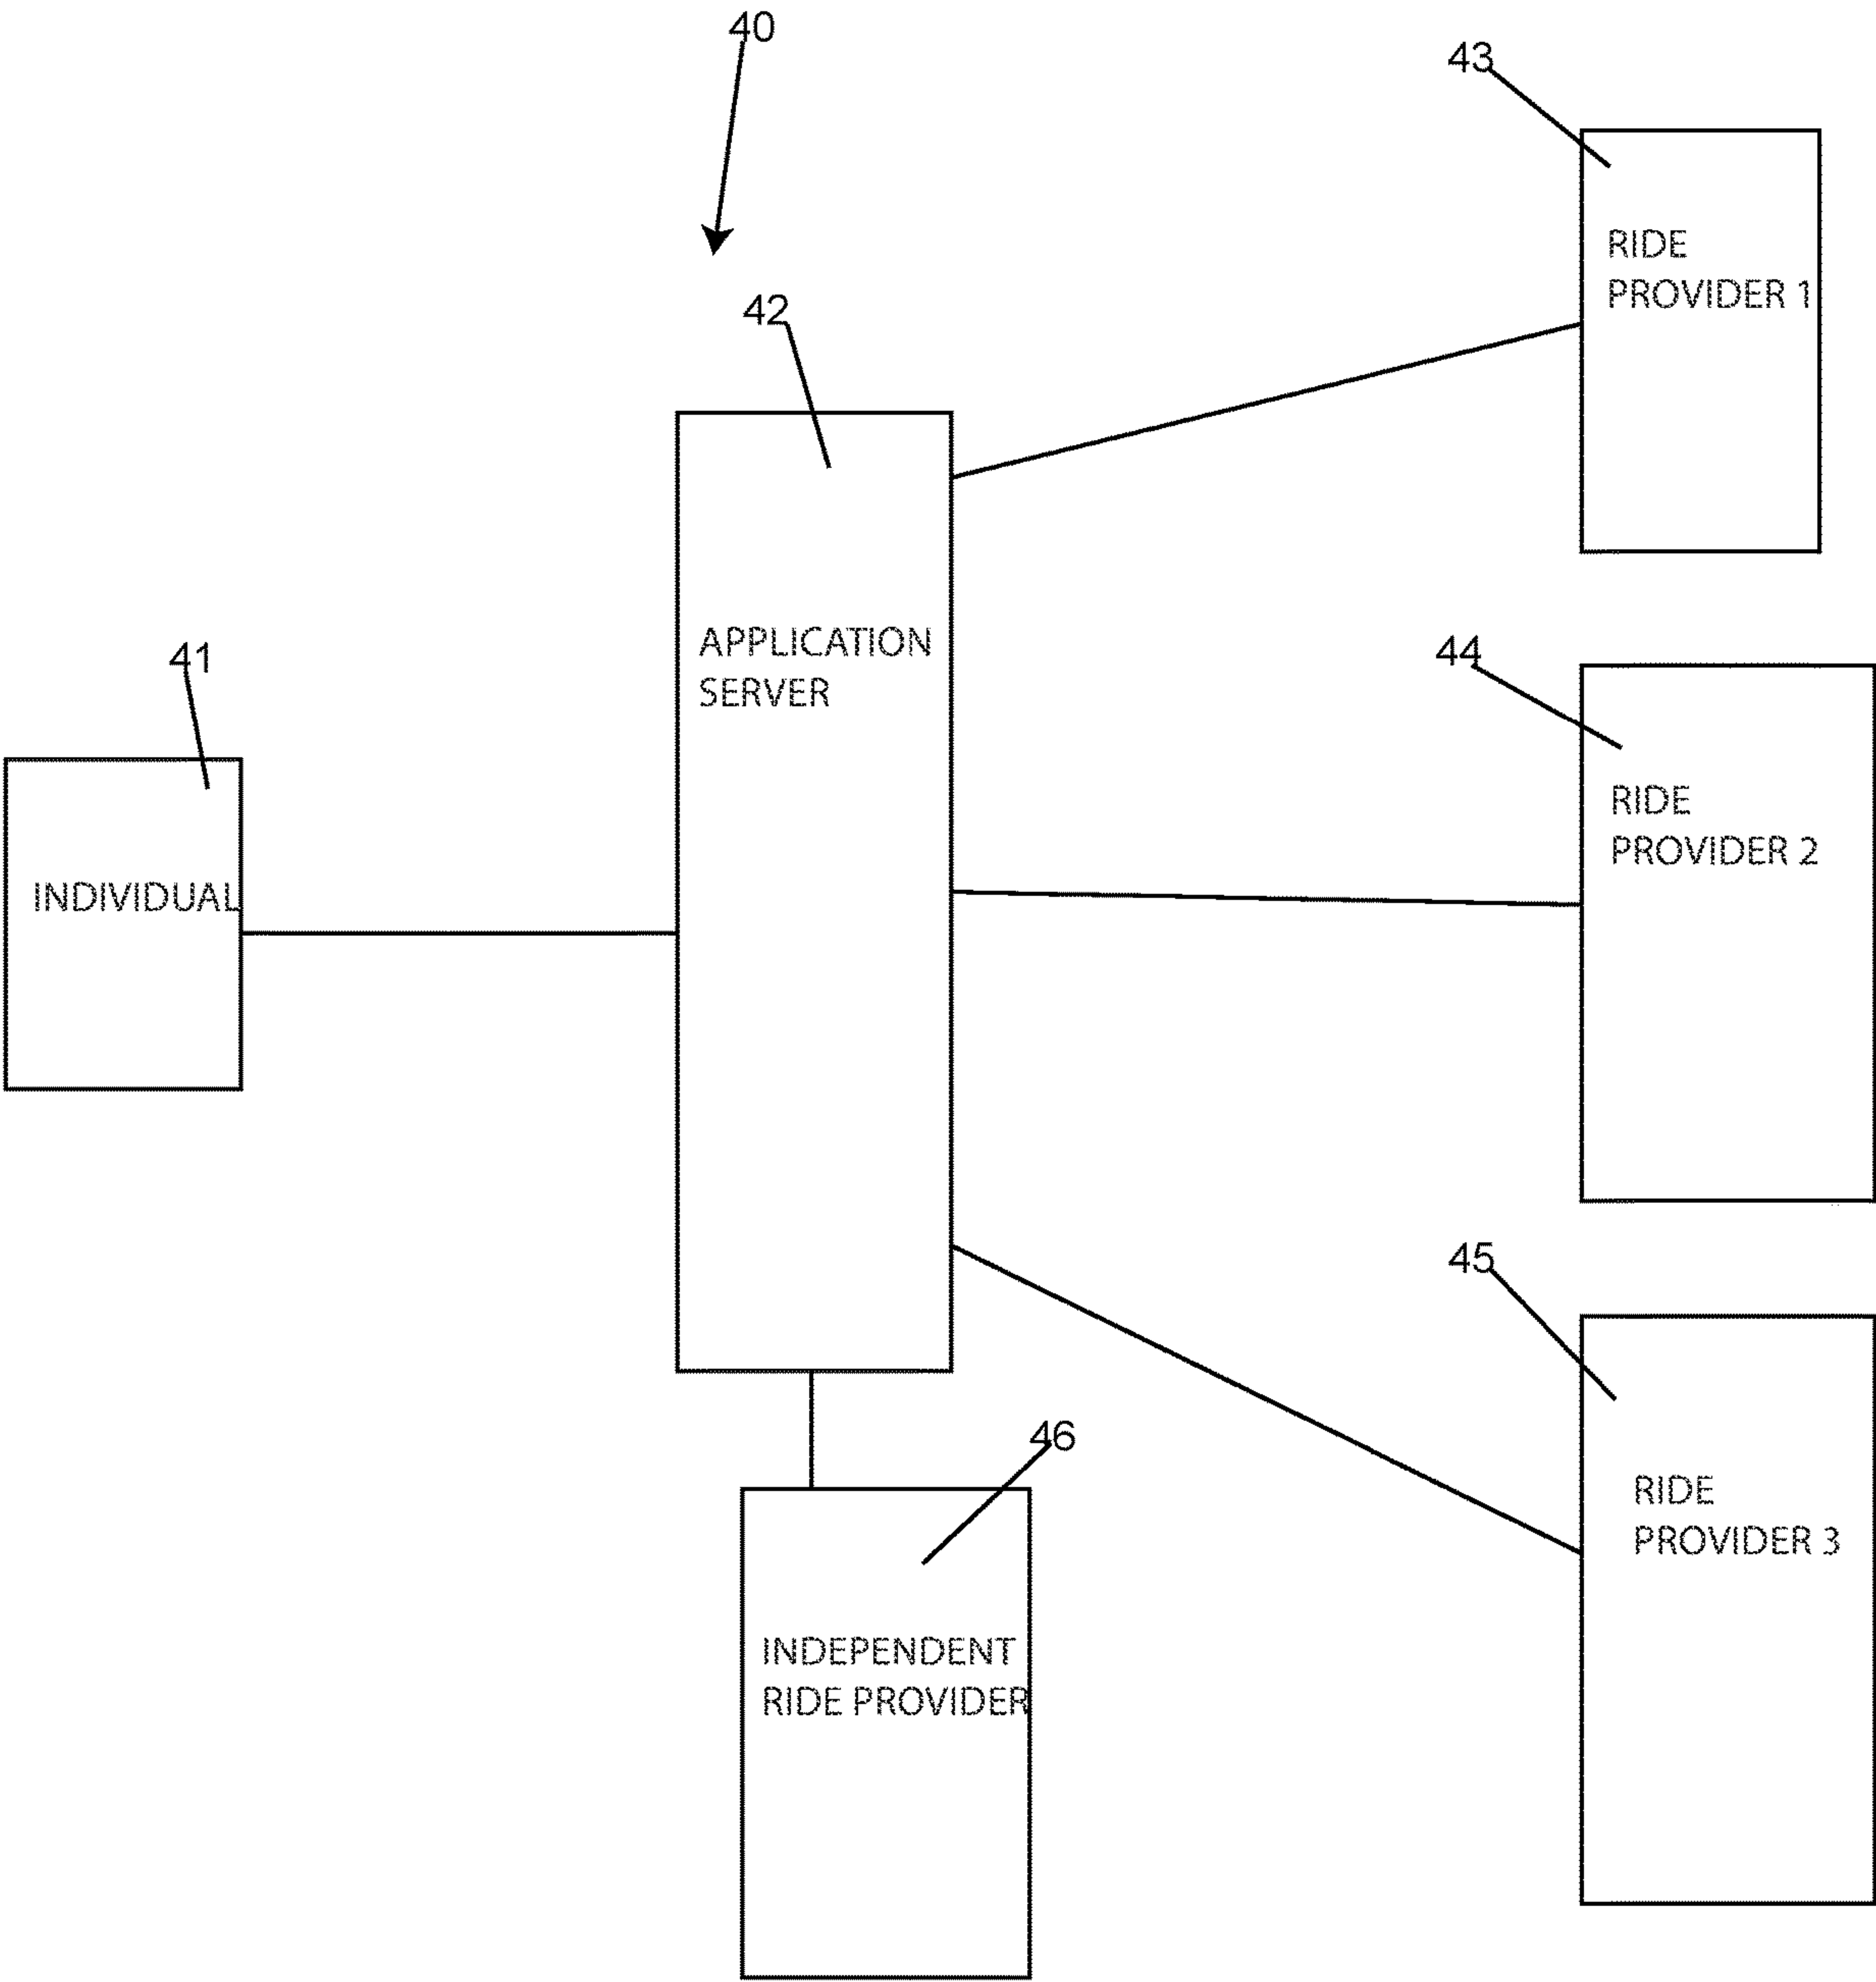 40
43
RIDE
PROVIDER 1
42
APPLICATION
SERVER
41
44
INDIVIDUAL
RIDE
PROVIDER 2
45
46
RIDE
PROVIDER 3
INDEPENDENT
RIDE PROVIDER